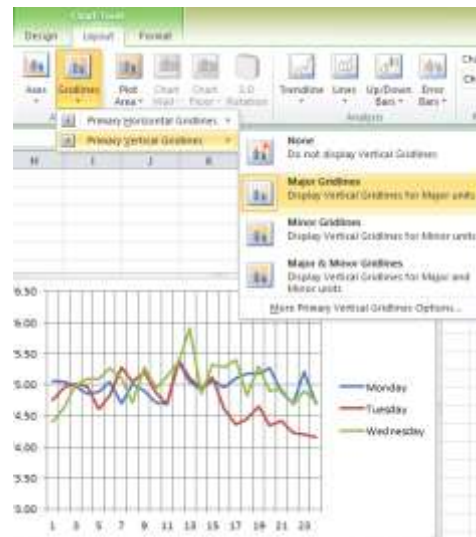 Chart Tools
Design Layout Format
Axes Gridlines Plot Area Chart Wall Chart Floor 3-D Rotation Trendline Lines Up/Down Bars Error Bars
Cha
Ch
Analysis
Primary Horizontal Gridlines
Primary Vertical Gridlines
H I J K
None
Do not display Vertical Gridlines
Major Gridlines
Display Vertical Gridlines for Major units
Minor Gridlines
Display Vertical Gridlines for Minor units
Major & Minor Gridlines
Display Vertical Gridlines for Major and
Minor units
More Primary Vertical Gridlines Options...
6.50
6.00
5.50
5.00
4.50
4.00
3.50
3.00
Monday
Tuesday
Wednesday
1 3 5 7 9 11 13 15 17 19 21 23